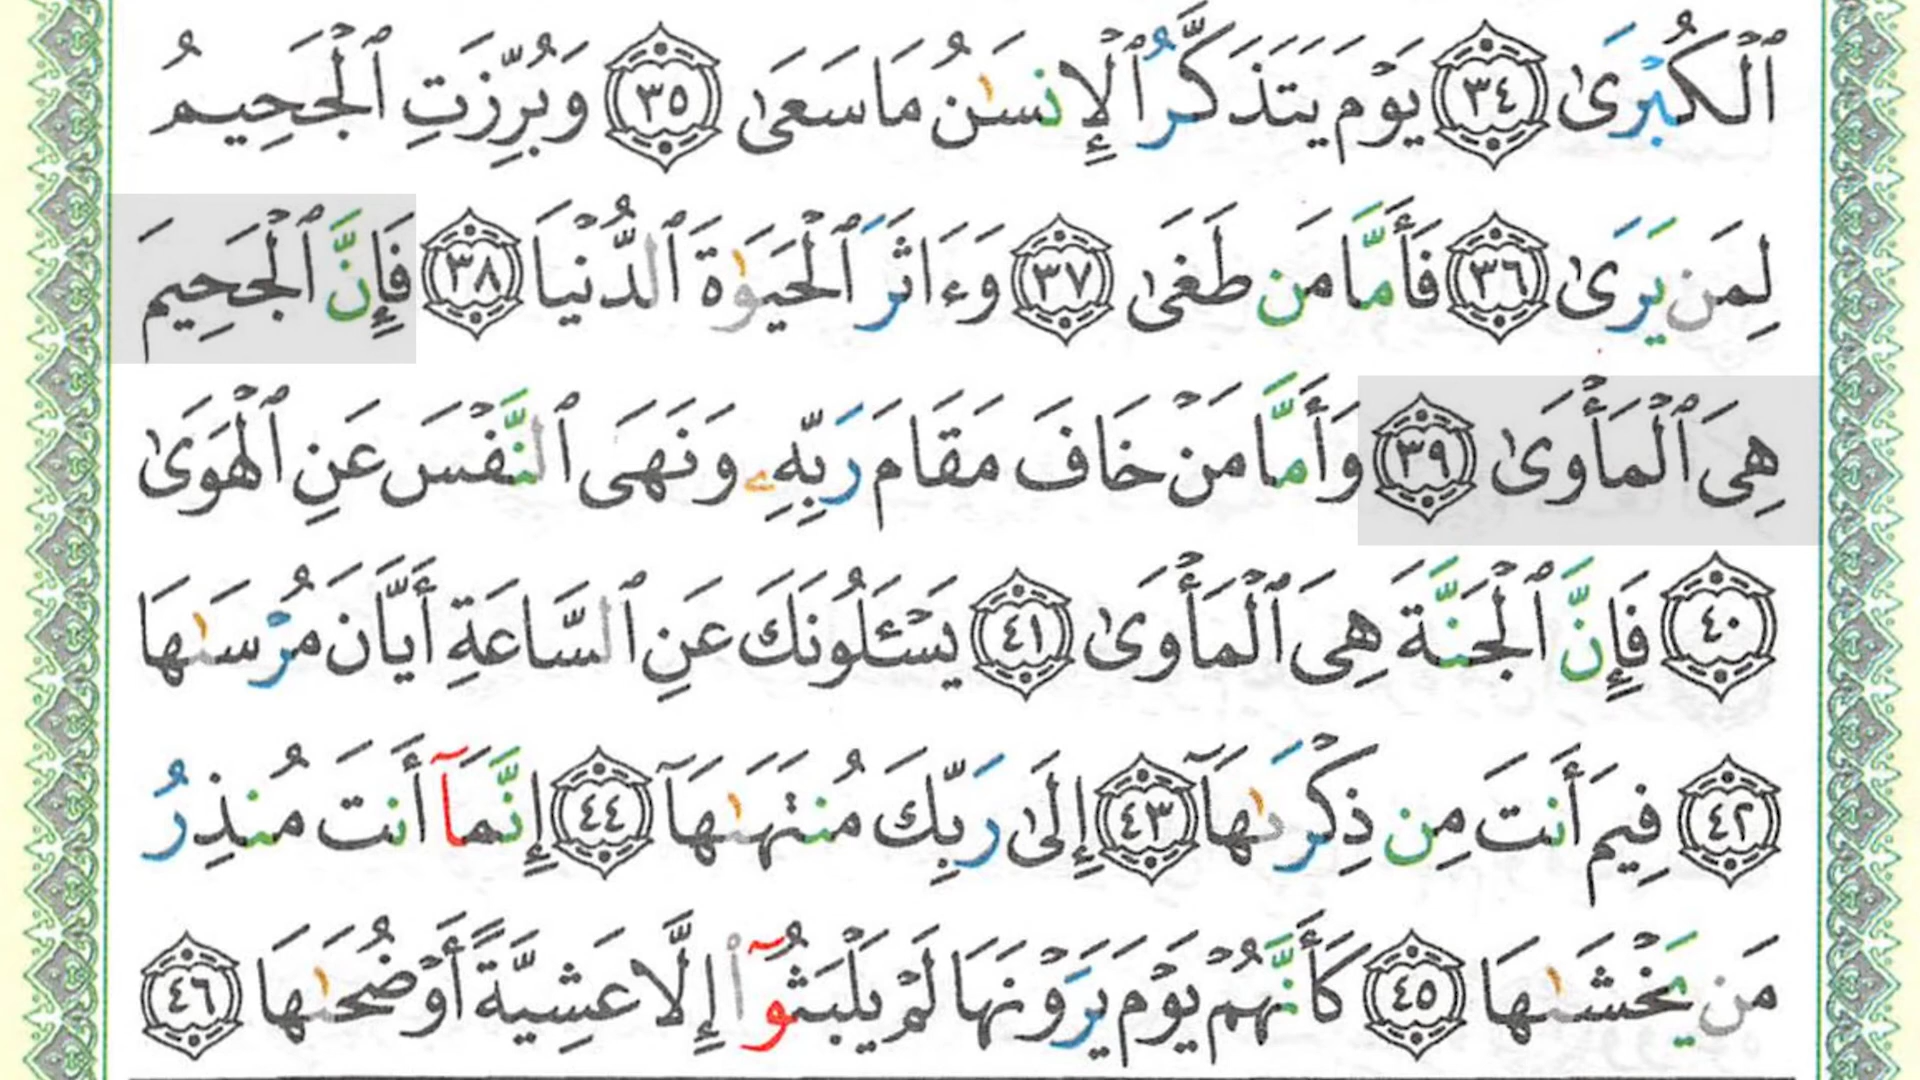 ٱلْكُبْرَىٰ ٣٤ يَوْمَ يَتَذَكَّرُ ٱلْإِنسَٰنُ مَا سَعَىٰ ٣٥ وَبُرِّزَتِ ٱلْجَحِيمُ
لِمَن يَرَىٰ ٣٦ فَأَمَّا مَن طَغَىٰ ٣٧ وَءَاثَرَ ٱلْحَيَوٰةَ ٱلدُّنْيَا ٣٨ فَإِنَّ ٱلْجَحِيمَ
هِىَ ٱلْمَأْوَىٰ ٣٩ وَأَمَّا مَنْ خَافَ مَقَامَ رَبِّهِۦ وَنَهَى ٱلنَّفْسَ عَنِ ٱلْهَوَىٰ
٤٠ فَإِنَّ ٱلْجَنَّةَ هِىَ ٱلْمَأْوَىٰ ٤١ يَسْـَٔلُونَكَ عَنِ ٱلسَّاعَةِ أَيَّانَ مُرْسَىٰهَا
٤٢ فِيمَ أَنتَ مِن ذِكْرَىٰهَآ ٤٣ إِلَىٰ رَبِّكَ مُنتَهَىٰهَآ ٤٤ إِنَّمَآ أَنتَ مُنذِرُ
مَن يَخْشَىٰهَا ٤٥ كَأَنَّهُمْ يَوْمَ يَرَوْنَهَا لَمْ يَلْبَثُوٓا۟ إِلَّا عَشِيَّةً أَوْ ضُحَىٰهَا ٤٦